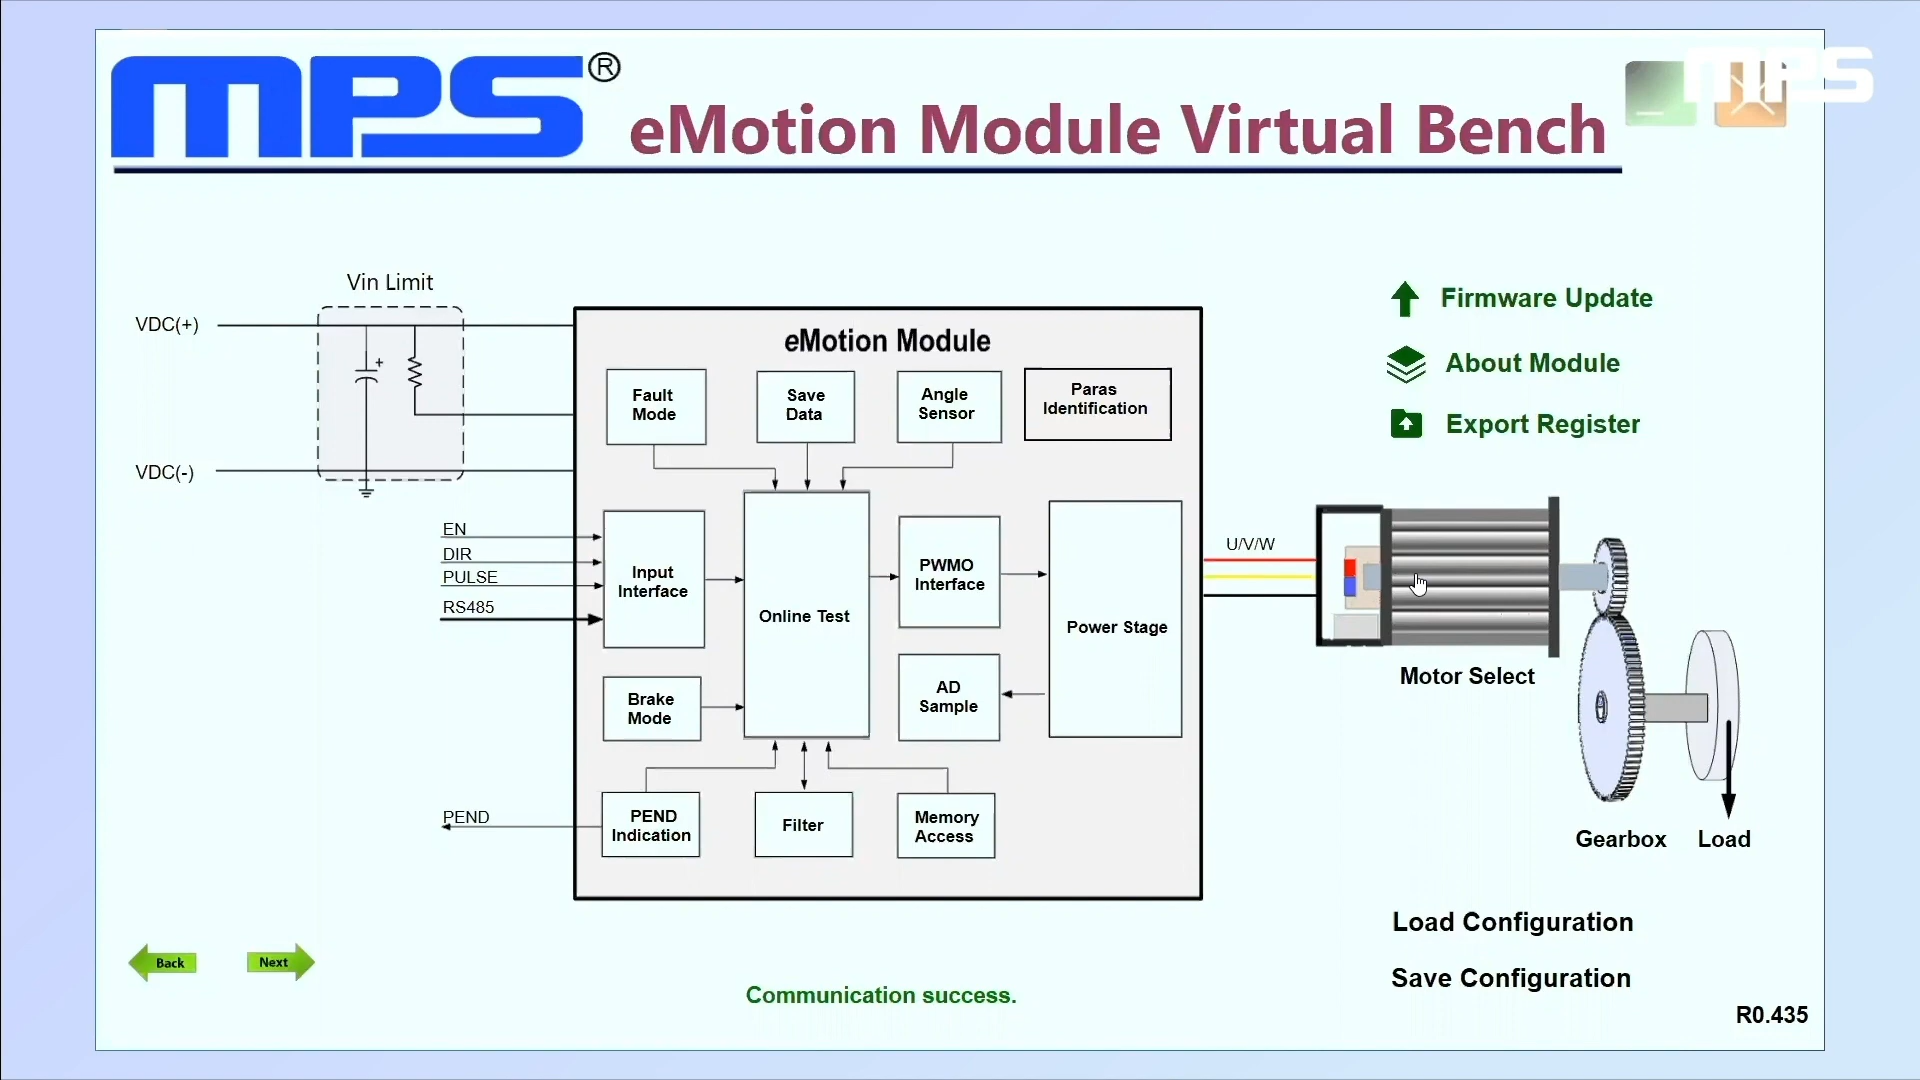 MPS®
eMotion Module Virtual Bench
MPS
Vin Limit
VDC(+)
VDC(-)
eMotion Module
Fault
Mode
Save
Data
Angle
Sensor
Paras
Identification
EN
DIR
PULSE
RS485
Input
Interface
Online Test
PWMO
Interface
Power Stage
Brake
Mode
AD
Sample
PEND
PEND
Indication
Filter
Memory
Access
U/V/W
Firmware Update
About Module
Export Register
Motor Select
Gearbox
Load
Load Configuration
Save Configuration
Back
Next
Communication success.
R0.435